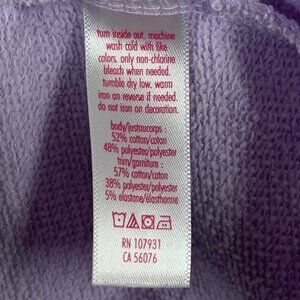 turn inside out. machine
wash cold with like
colors. only non-chlorine
bleach when needed.
tumble dry low. warm
iron on reverse if needed.
do not iron on decoration.
body/justaucorps :
52% cotton/coton
48% polyester/polyester
trim/garniture :
57% cotton/coton
38% polyester/polyester
5% elastane/élasthanne
RN 107931
CA 56076